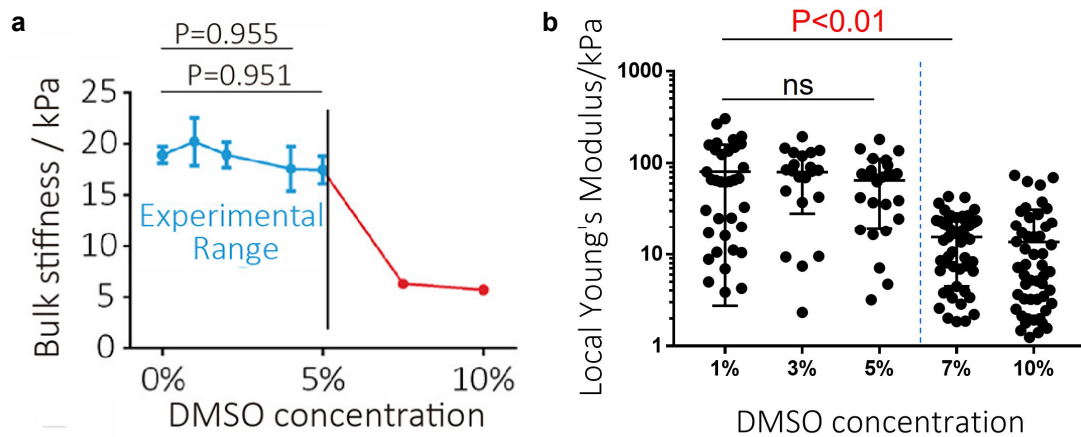 a
P=0.955
P=0.951
25
20
15
10
5
0
Bulk stiffness / kPa
Experimental
Range
0%
5%
10%
DMSO concentration
b
P<0.01
ns
1000
100
10
1
Local Young's Modulus/kPa
1%
3%
5%
7%
10%
DMSO concentration